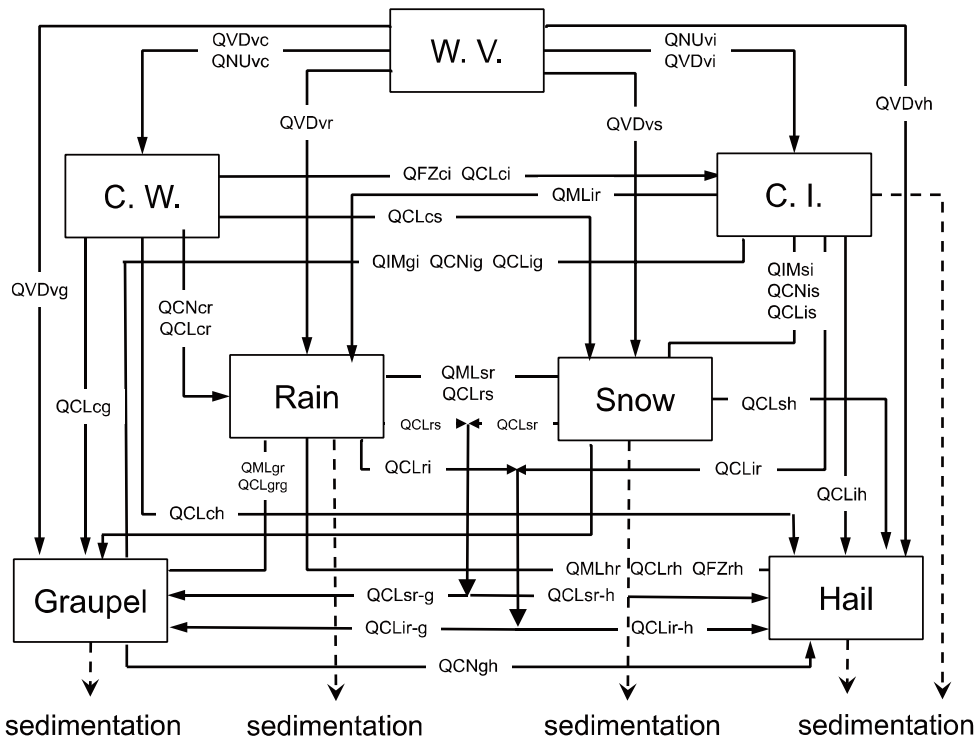 W. V.
QVDvc
QNUvc
QNUvi
QVDvi
QVDvr
QVDvs
QVDvh
C. W.
C. I.
QFZci QCLci
QMLir
QCLcs
QIMgi QCNig QCLig
QVDvg
QCNcr
QCLcr
QIMsi
QCNis
QCLis
Rain
QMLsr
QCLrs
Snow
QCLcg
QCLsh
QCLrs
QCLsr
QMLgr
QCLgrg
QCLri
QCLir
QCLih
QCLch
QMLhr QCLrh QFZrh
Graupel
QCLsr-g
QCLsr-h
Hail
QCLir-g
QCLir-h
QCNgh
sedimentation
sedimentation
sedimentation
sedimentation